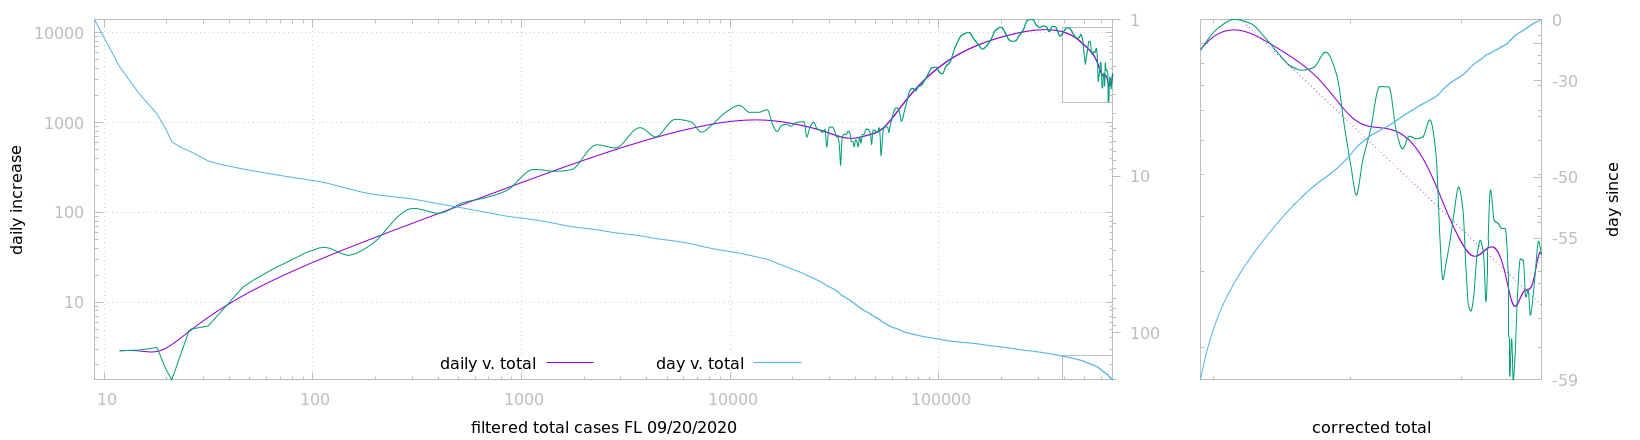 10000
1000
100
10
daily increase
10
100
1000
10000
100000
filtered total cases FL 09/20/2020
daily v. total
day v. total
1
10
100
0
-30
-50
-55
-59
day since
corrected total